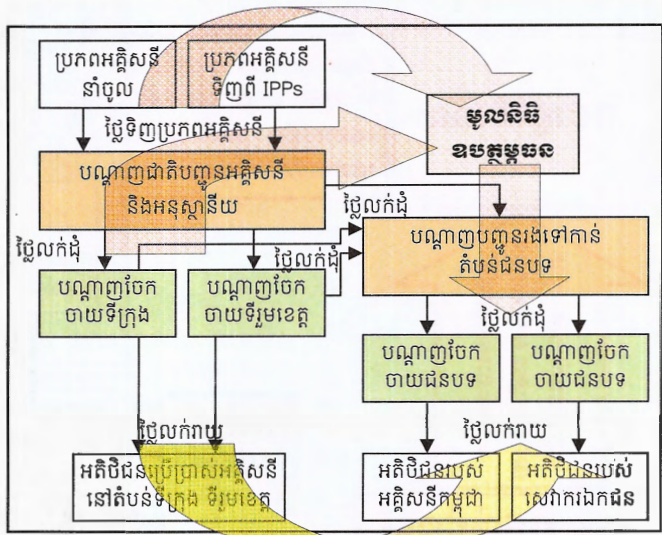 ប្រភពអគ្គិសនី
នាំចូល
ប្រភពអគ្គិសនី
ទិញពី IPPs
ថ្លៃទិញប្រភពអគ្គិសនី
មូលនិធិ
ឧបត្ថម្ភធន
បណ្តាញជាតិបញ្ជូនអគ្គិសនី
និងអនុស្ថានីយ
ថ្លៃលក់ដុំ
ថ្លៃលក់ដុំ
ថ្លៃលក់ដុំ
បណ្តាញបញ្ជូនរងទៅកាន់
តំបន់ជនបទ
បណ្តាញចែក
ចាយទីក្រុង
បណ្តាញចែក
ចាយទីរួមខេត្ត
ថ្លៃលក់ដុំ
បណ្តាញចែក
ចាយជនបទ
បណ្តាញចែក
ចាយជនបទ
ថ្លៃលក់រាយ
ថ្លៃលក់រាយ
អតិថិជនប្រើប្រាស់អគ្គិសនី
នៅតំបន់ទីក្រុង ទីរួមខេត្ត
អតិថិជនរបស់
អគ្គិសនីកម្ពុជា
អតិថិជនរបស់
សេវាករឯកជន